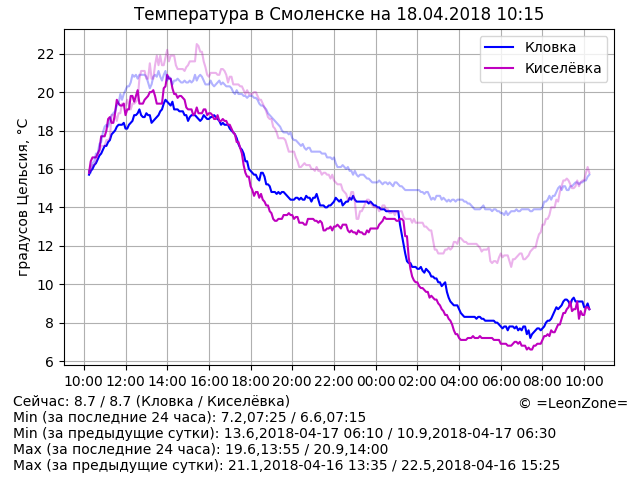 Температура в Смоленске на 18.04.2018 10:15
Кловка
Киселёвка
градусов Цельсия, °C
22
20
18
16
14
12
10
8
6
10:00 12:00 14:00 16:00 18:00 20:00 22:00 00:00 02:00 04:00 06:00 08:00 10:00
Сейчас: 8.7 / 8.7 (Кловка / Киселёвка)
© =LeonZone=
Min (за последние 24 часа): 7.2,07:25 / 6.6,07:15
Min (за предыдущие сутки): 13.6,2018-04-17 06:10 / 10.9,2018-04-17 06:30
Max (за последние 24 часа): 19.6,13:55 / 20.9,14:00
Max (за предыдущие сутки): 21.1,2018-04-16 13:35 / 22.5,2018-04-16 15:25